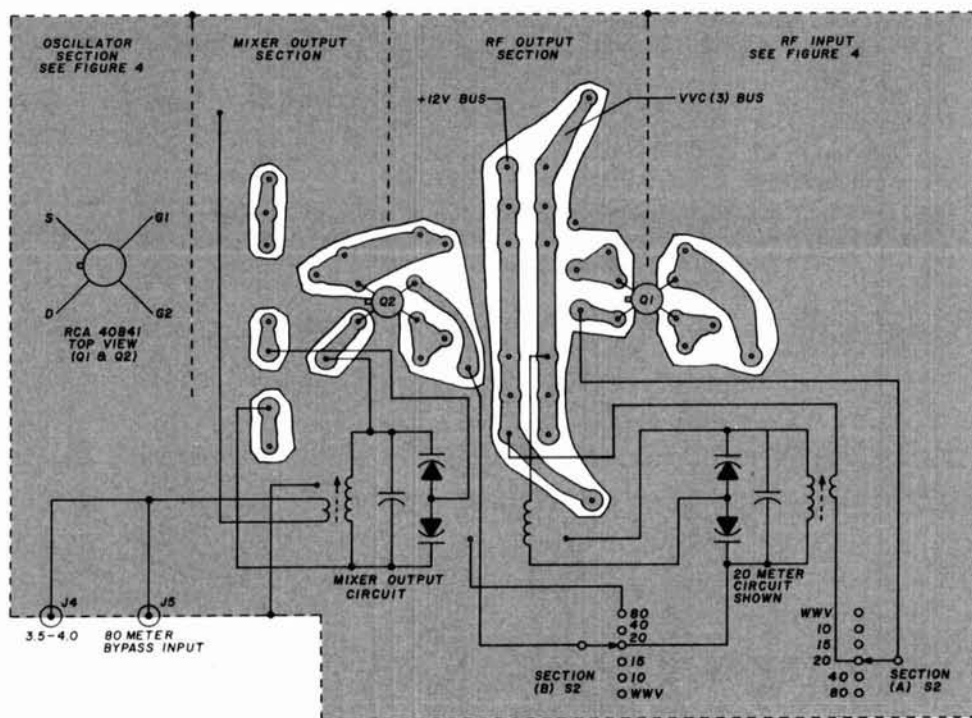 OSCILLATOR
SECTION
SEE FIGURE 4
MIXER OUTPUT
SECTION
RF OUTPUT
SECTION
RF INPUT
SEE FIGURE 4
+12V BUS
VVC(3) BUS
S
G1
D
G2
RCA 40841
TOP VIEW
(Q1 & Q2)
Q2
Q1
MIXER OUTPUT
CIRCUIT
20 METER
CIRCUIT
SHOWN
J4
J5
3.5-4.0
80 METER
BYPASS INPUT
80
40
20
15
10
WWV
SECTION
(B) S2
WWV
10
15
20
40
80
SECTION
(A) S2